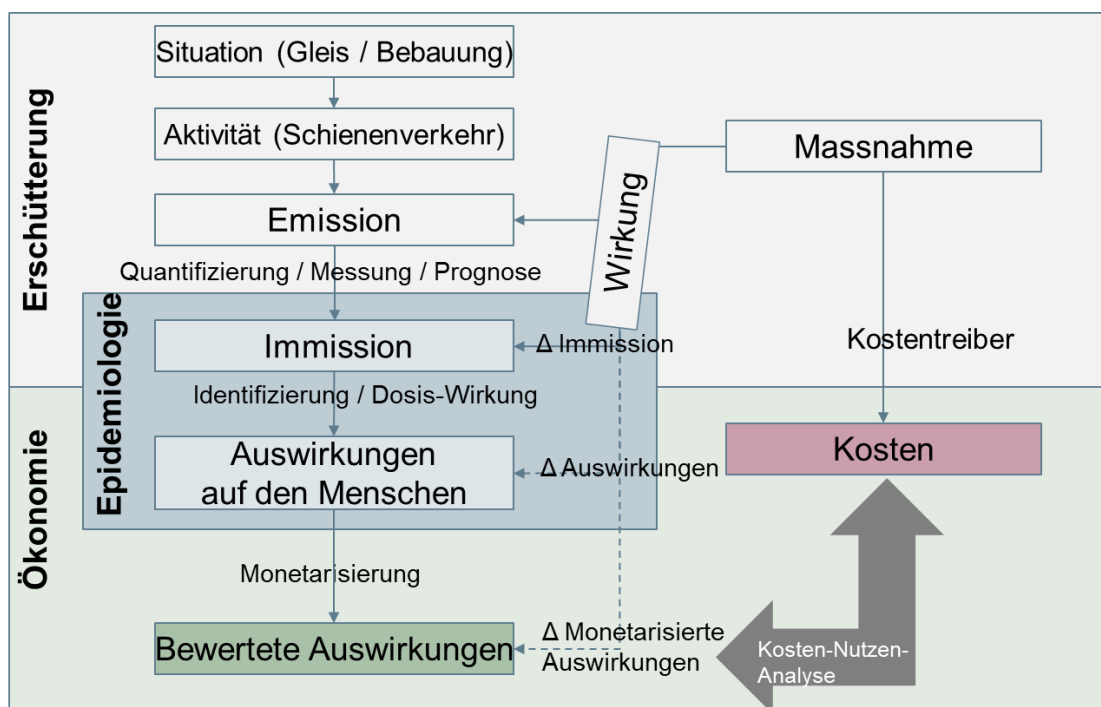 Erschütterung
Situation (Gleis / Bebauung)
Aktivität (Schienenverkehr)
Massnahme
Wirkung
Emission
Quantifizierung / Messung / Prognose
Epidemiologie
Immission
Δ Immission
Kostentreiber
Identifizierung / Dosis-Wirkung
Ökonomie
Auswirkungen
auf den Menschen
Δ Auswirkungen
Kosten
Monetarisierung
Bewertete Auswirkungen
Δ Monetarisierte
Auswirkungen
Kosten-Nutzen-
Analyse